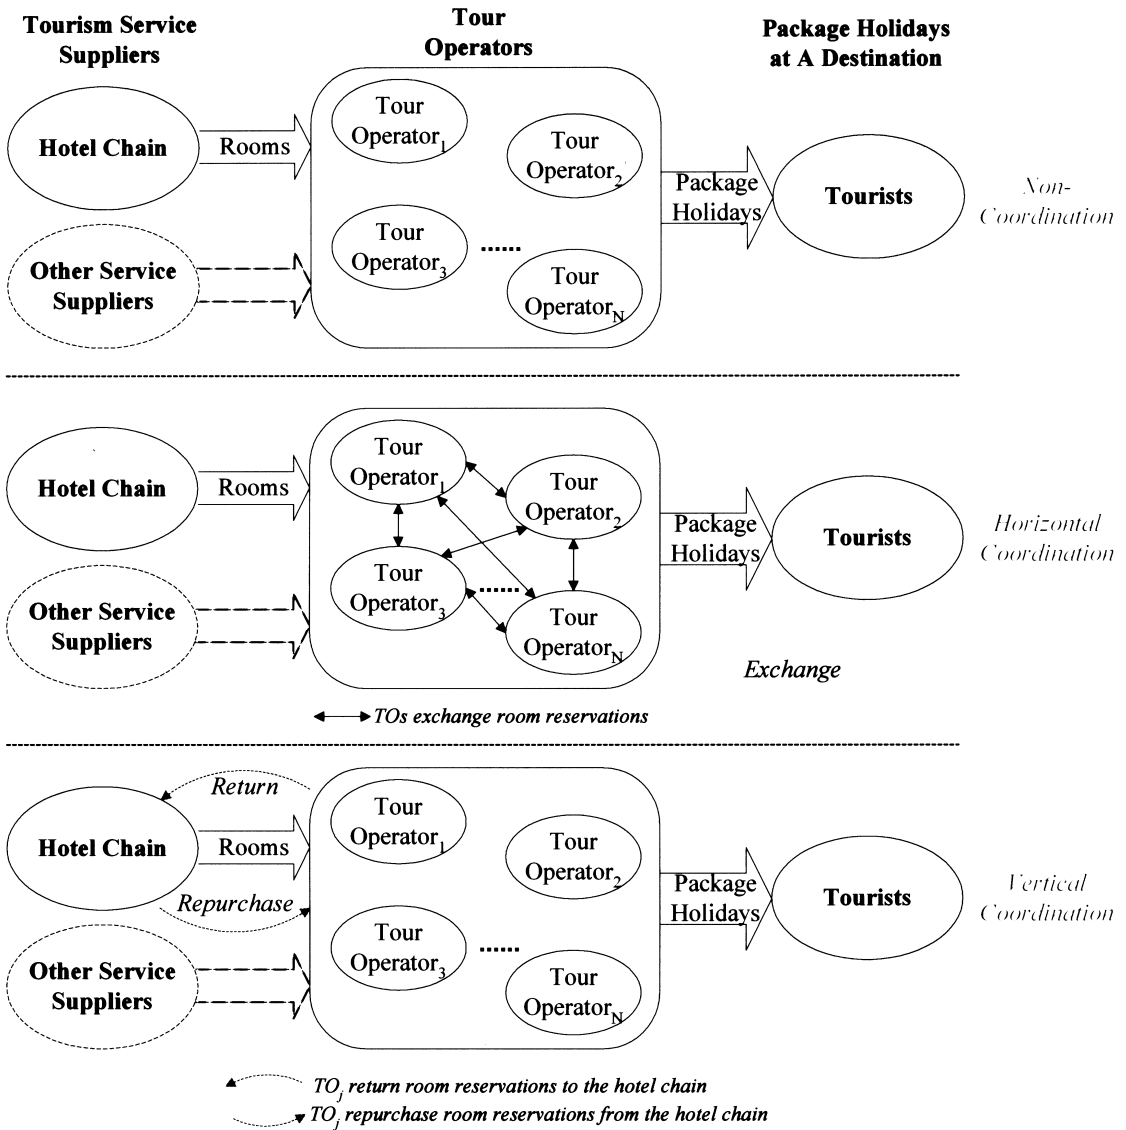 Tourism Service
Suppliers
Tour
Operators
Package Holidays
at A Destination
Hotel Chain
Rooms
Other Service
Suppliers
Tour
Operator1
Tour
Operator2
Tour
Operator3
......
Tour
OperatorN
Package
Holidays
Tourists
Non-
Coordination
Hotel Chain
Rooms
Other Service
Suppliers
Tour
Operator1
Tour
Operator2
Tour
Operator3
......
Tour
OperatorN
Package
Holidays
Tourists
Horizontal
Coordination
Exchange
TOs exchange room reservations
Return
Hotel Chain
Rooms
Repurchase
Other Service
Suppliers
Tour
Operator1
Tour
Operator2
Tour
Operator3
......
Tour
OperatorN
Package
Holidays
Tourists
Vertical
Coordination
TOj return room reservations to the hotel chain
TOj repurchase room reservations from the hotel chain